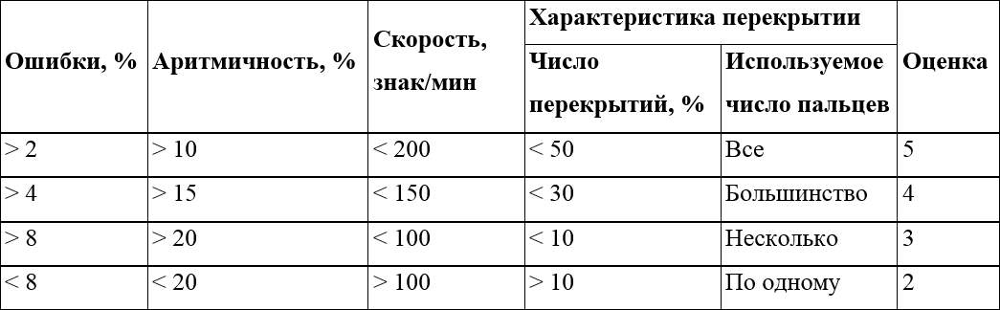 Ошибки, % Аритмичность, % Скорость, знак/мин Характеристика перекрытии Оценка
Число перекрытий, % Используемое число пальцев
> 2 > 10 < 200 < 50 Все 5
> 4 > 15 < 150 < 30 Большинство 4
> 8 > 20 < 100 < 10 Несколько 3
< 8 < 20 > 100 > 10 По одному 2